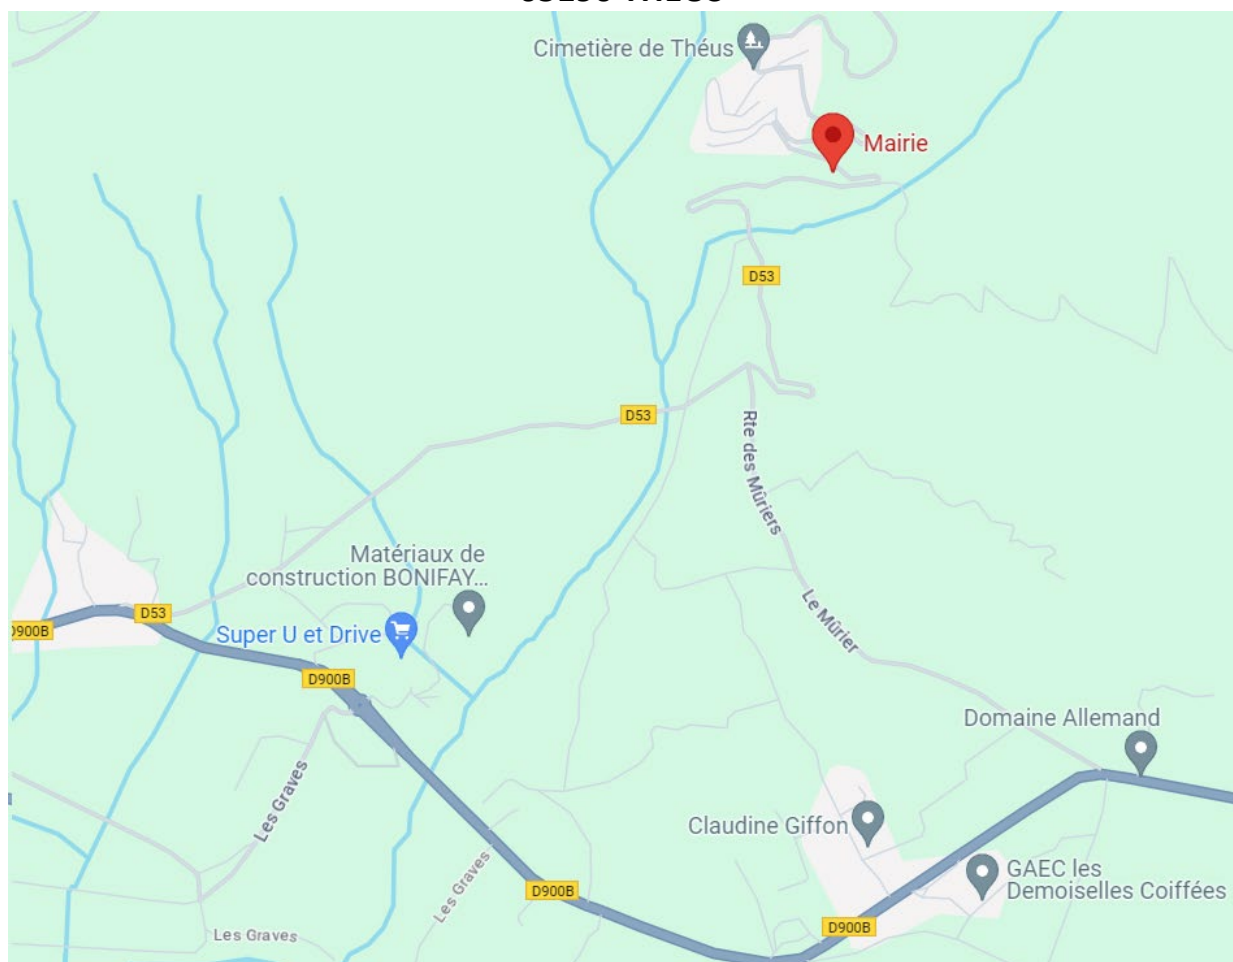 Cimetière de Théus
Mairie
D53
D53
Rte des Mûriers
Matériaux de
construction BONIFAY...
Le Mûrier
D53
D900B
Super U et Drive
D900B
Domaine Allemand
Les Graves
Claudine Giffon
GAEC les
Demoiselles Coiffées
Les Graves
D900B
D900B
Les Graves